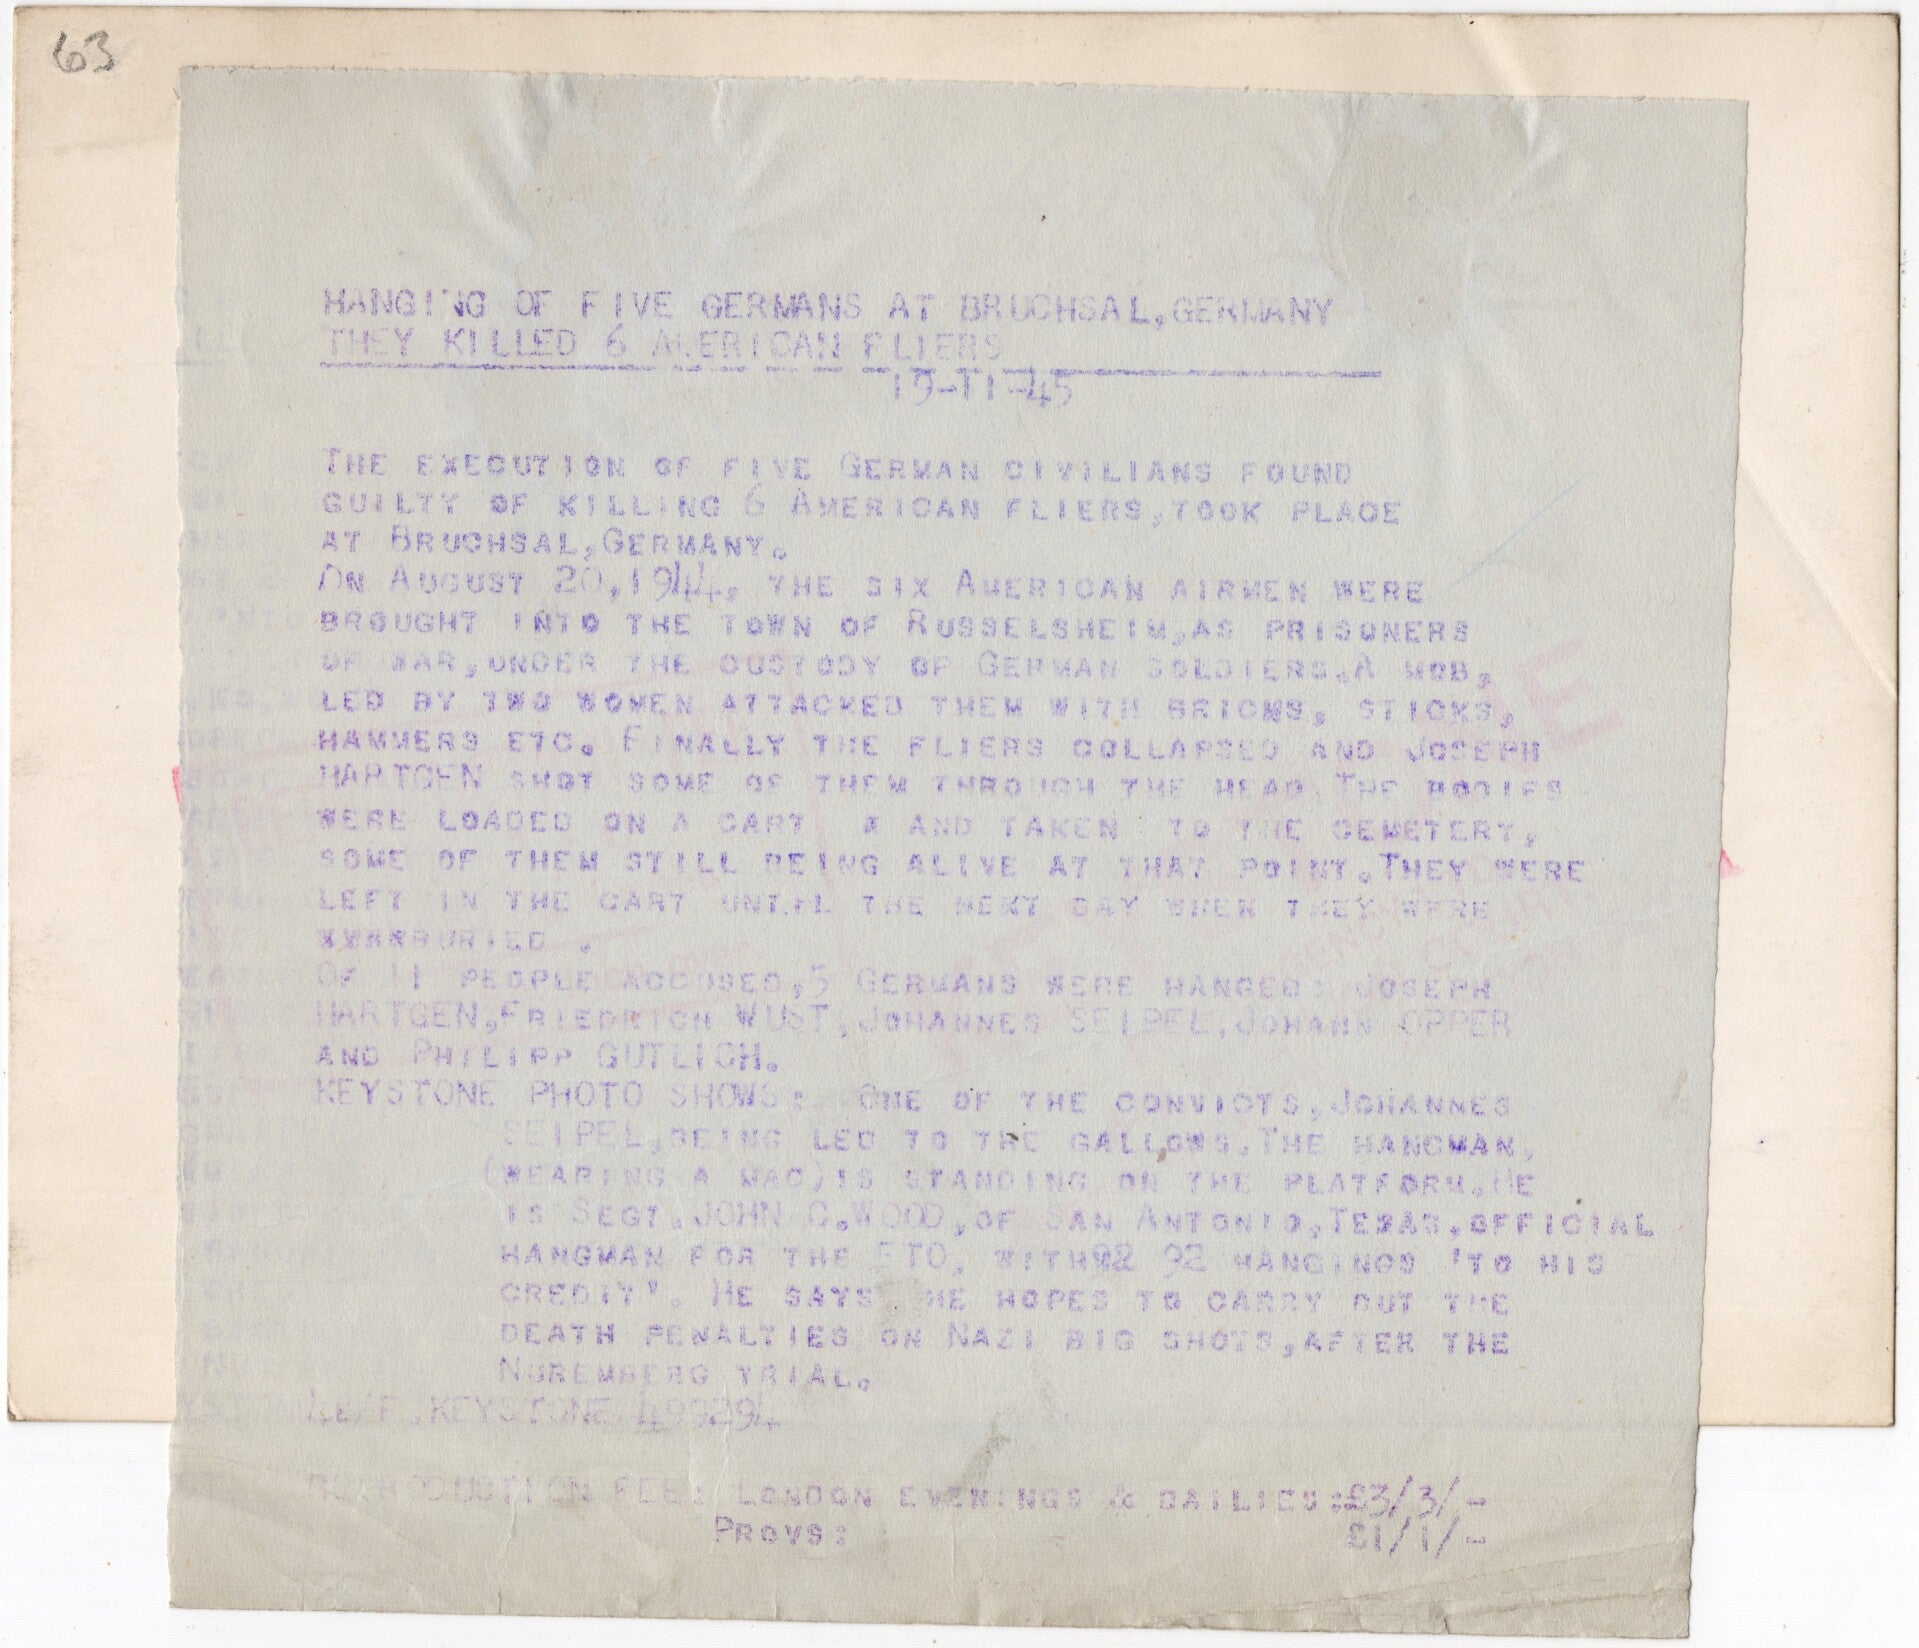 63
HANGING OF FIVE GERMANS AT BRUCHSAL,GERMANY
THEY KILLED 6 AMERICAN FLIERS
19-11-45
THE EXECUTION OF FIVE GERMAN CIVILIANS FOUND
GUILTY OF KILLING 6 AMERICAN FLIERS,TOOK PLACE
AT BRUCHSAL,GERMANY.
ON AUGUST 20,1944, THE SIX AMERICAN AIRMEN WERE
BROUGHT INTO THE TOWN OF RUSSELSHEIM,AS PRISONERS
OF WAR,UNDER THE CUSTODY OF GERMAN SOLDIERS.A MOB,
LED BY TWO WOMEN ATTACKED THEM WITH BRICKS, STICKS,
HAMMERS ETC. FINALLY THE FLIERS COLLAPSED AND JOSEPH
HARTGEN SHOT SOME OF THEM THROUGH THE HEAD.THE BODIES
WERE LOADED ON A CART AND TAKEN TO THE CEMETERY,
SOME OF THEM STILL BEING ALIVE AT THAT POINT.THEY WERE
LEFT IN THE CART UNTIL THE NEXT DAY WHEN THEY WERE
BURIED .
OF 11 PEOPLE ACCUSED,5 GERMANS WERE HANGED: JOSEPH
HARTGEN,FRIEDRICH WUST,JOHANNES SEIPEL,JOHANN OPPER
AND PHILIPP GUTLICH.
KEYSTONE PHOTO SHOWS: ONE OF THE CONVICTS,JOHANNES
SEIPEL,BEING LED TO THE GALLOWS.THE HANGMAN,
(WEARING A MAC)IS STANDING ON THE PLATFORM.HE
IS SEGT.JOHN C.WOOD,OF SAN ANTONIO,TEXAS,OFFICIAL
HANGMAN FOR THE ETO, WITH 92 HANGINGS 'TO HIS
CREDIT'. HE SAYS HE HOPES TO CARRY OUT THE
DEATH PENALTIES ON NAZI BIG SHOTS,AFTER THE
NUREMBERG TRIAL.
KEYSTONE
REPRODUCTION FEE: LONDON EVENINGS & DAILIES:£3/3/-
PROVS: £1/1/-